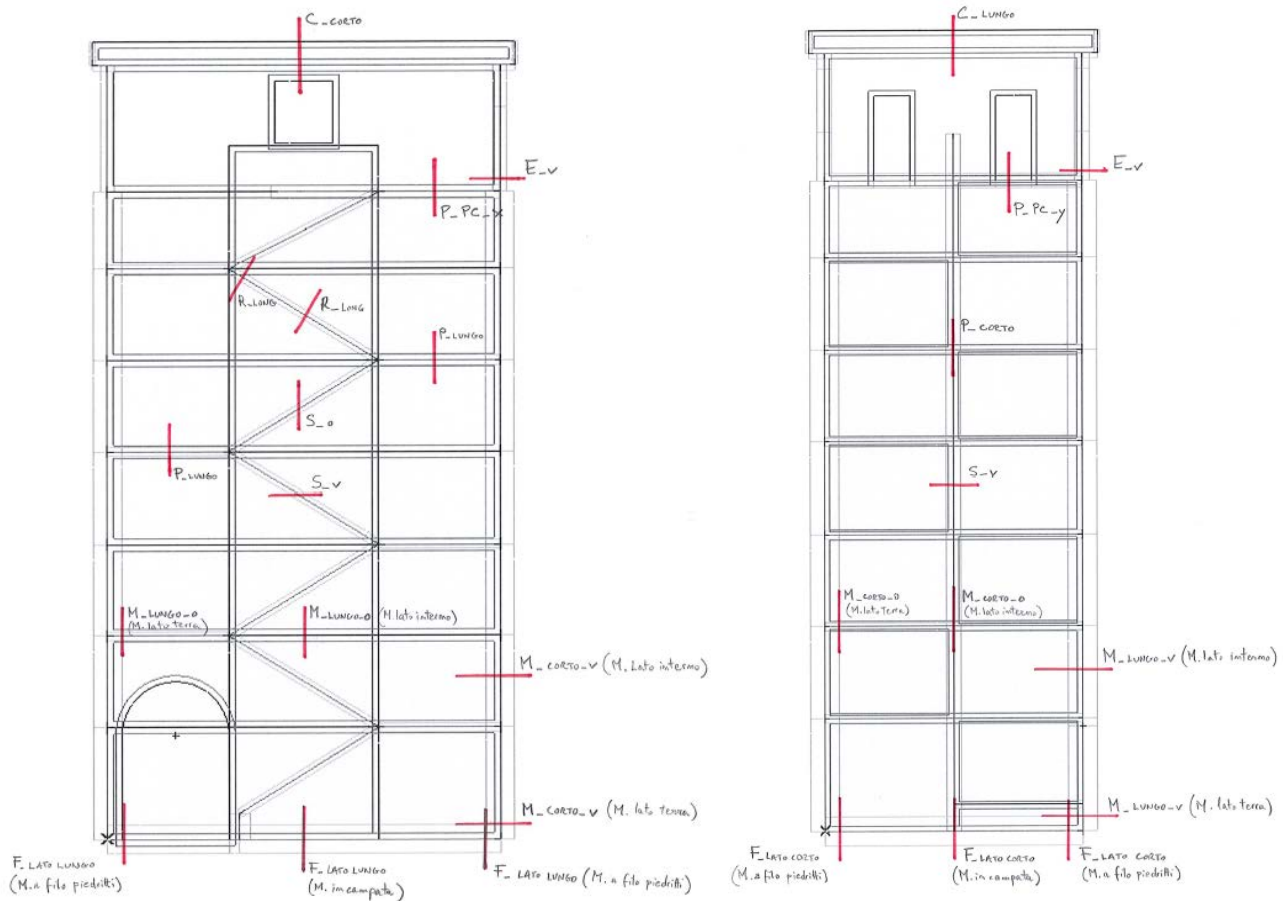 C_CORTO
E_v
P_PC_x
R_LONG
R_LONG
P_LUNGO
S_o
P_LUNGO
S_v
M_LUNGO_O
(M. lato terra)
M_LUNGO_O (M. lato interno)
M_CORTO_v (M. Lato interno)
M_CORTO_v (M. lato terra)
F_LATO LUNGO
(M. a filo piedritti)
F_LATO LUNGO
(M. in campata)
F_LATO LUNGO (M. a filo piedritti)
C_LUNGO
E_v
P_PC_y
P_CORTO
S_v
M_CORTO_O
(M. lato terra)
M_CORTO_O
(M. lato interno)
M_LUNGO_v (M. lato interno)
M_LUNGO_v (M. lato terra)
F_LATO CORTO
(M. a filo piedritti)
F_LATO CORTO
(M. in campata)
F_LATO CORTO
(M. a filo piedritti)